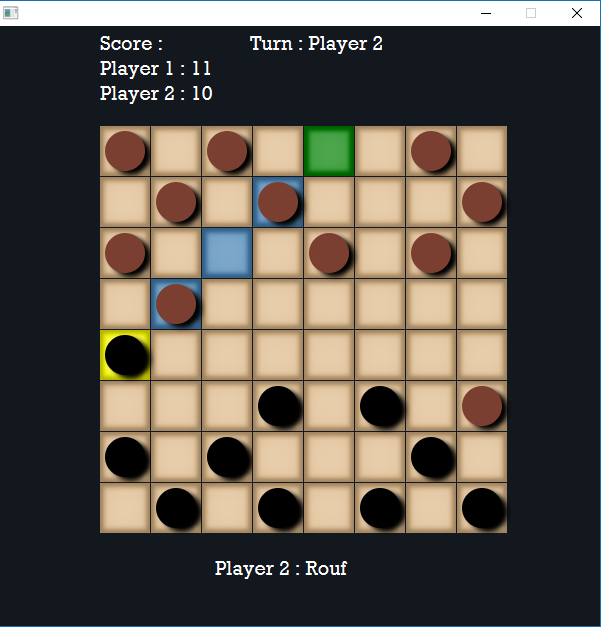 Score : Turn : Player 2
Player 1 : 11
Player 2 : 10
Player 2 : Rouf